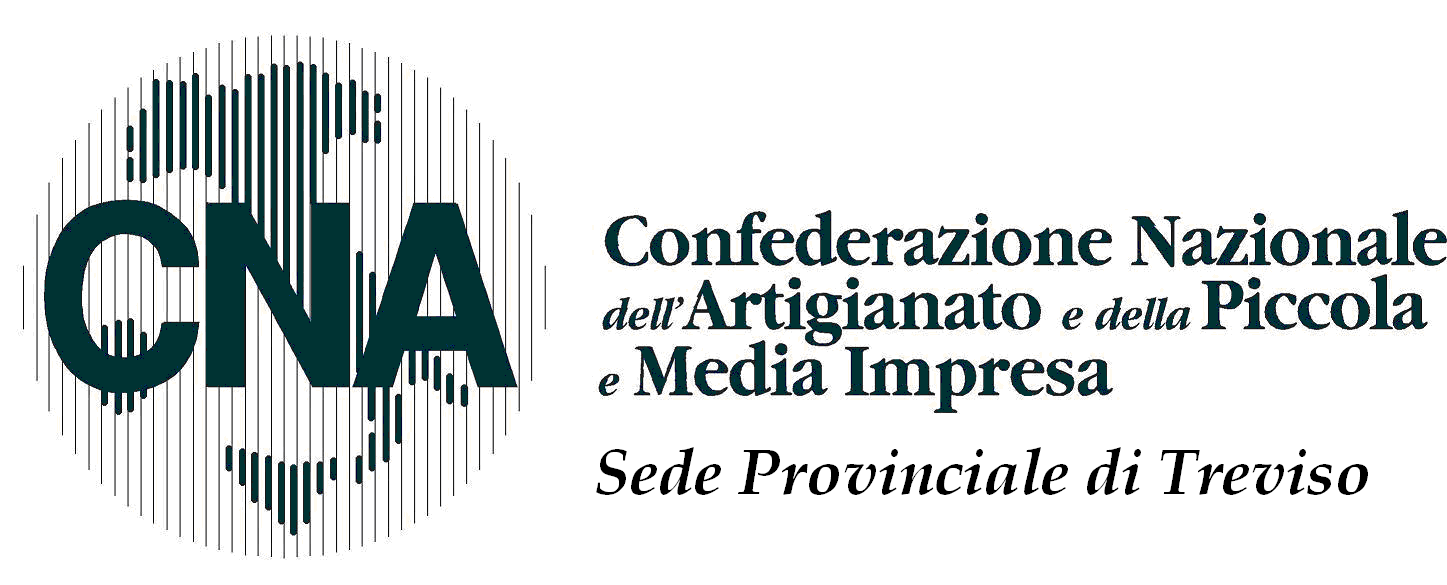 CNA
Confederazione Nazionale
dell'Artigianato e della Piccola
e Media Impresa
Sede Provinciale di Treviso